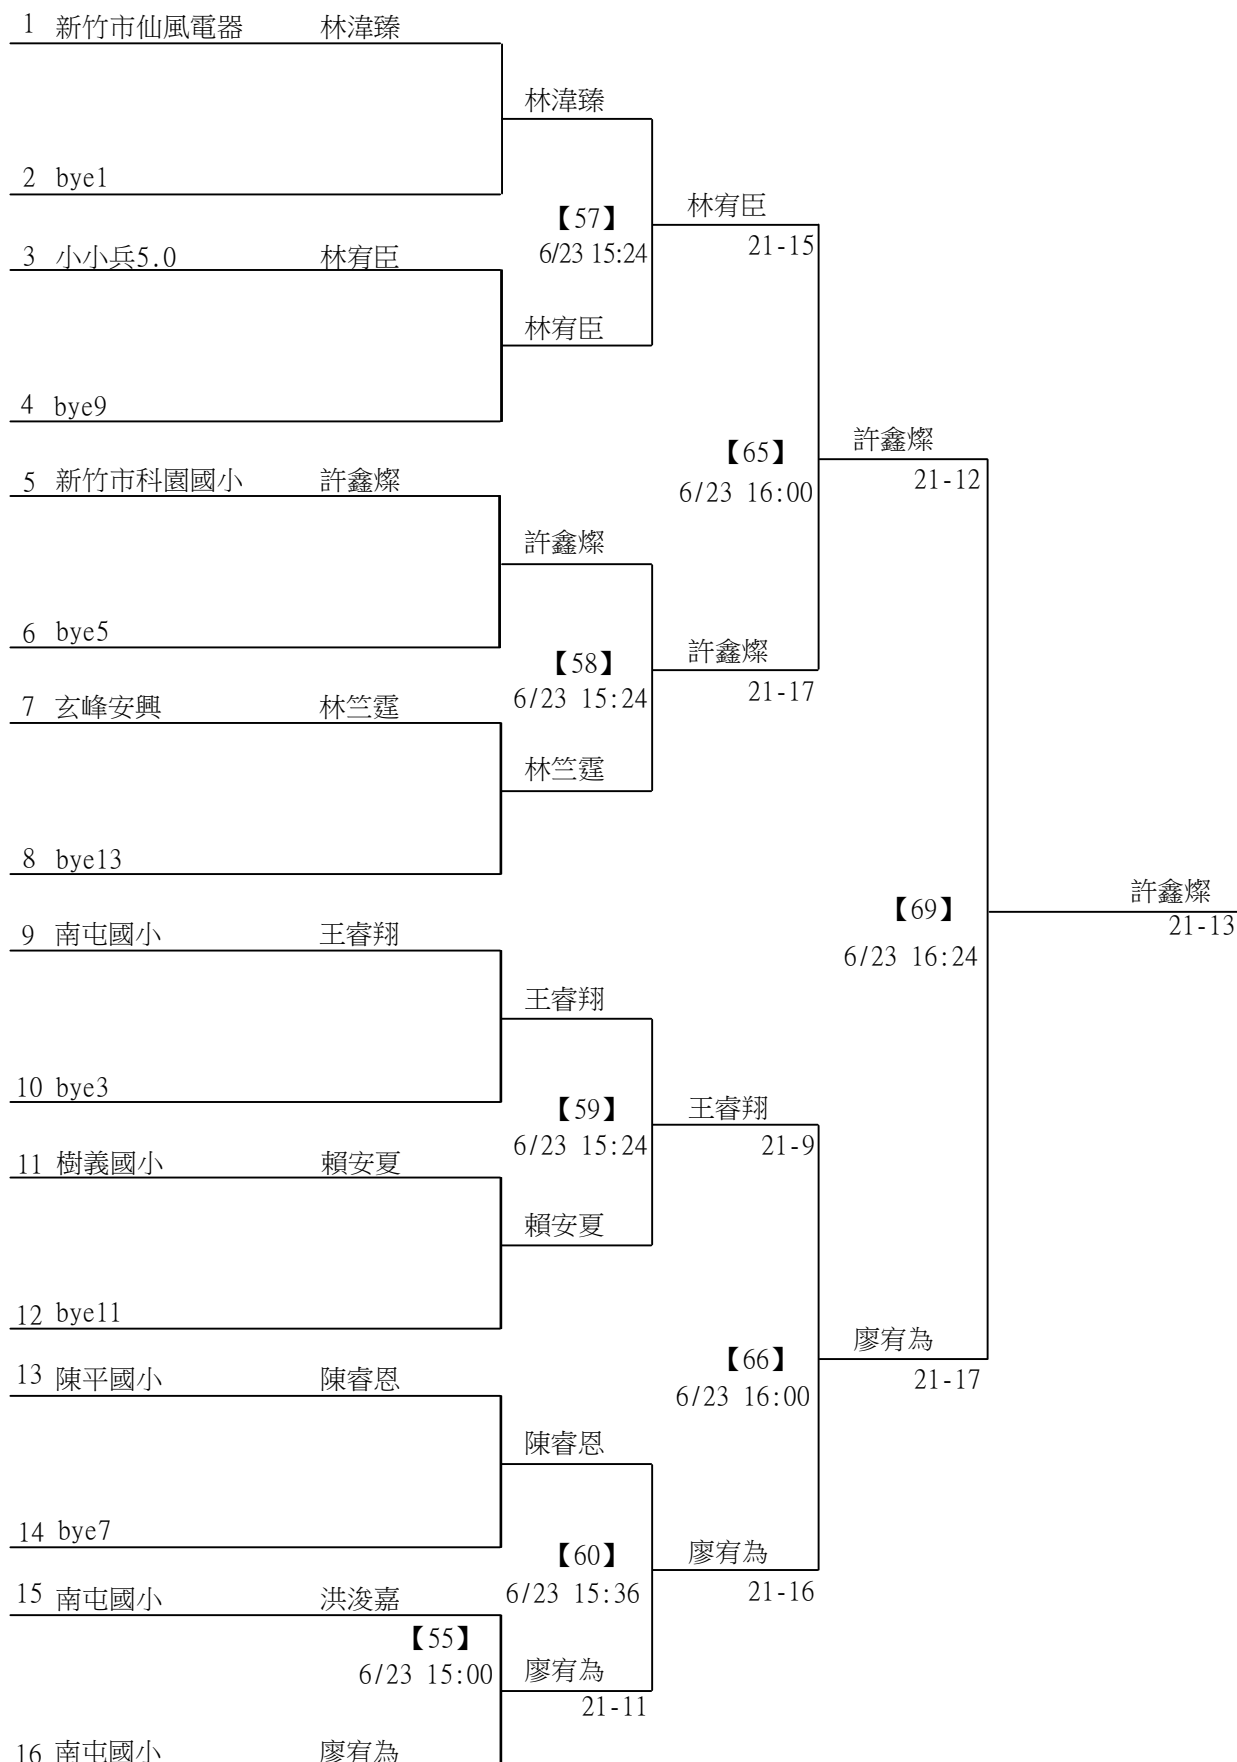 1 新竹市仙風電器 林湋臻
林湋臻
2 bye1
【57】
6/23 15:24
林宥臣
21-15
3 小小兵5.0 林宥臣
林宥臣
4 bye9
【65】
6/23 16:00
許鑫燦
21-12
5 新竹市科園國小 許鑫燦
許鑫燦
6 bye5
【58】
6/23 15:24
許鑫燦
21-17
7 玄峰安興 林竺霆
林竺霆
8 bye13
【69】
6/23 16:24
許鑫燦
21-13
9 南屯國小 王睿翔
王睿翔
10 bye3
【59】
6/23 15:24
王睿翔
21-9
11 樹義國小 賴安夏
賴安夏
12 bye11
【66】
6/23 16:00
廖宥為
21-17
13 陳平國小 陳睿恩
陳睿恩
14 bye7
【60】
6/23 15:36
廖宥為
21-16
15 南屯國小 洪浚嘉
【55】
6/23 15:00
廖宥為
21-11
16 南屯國小 廖宥為